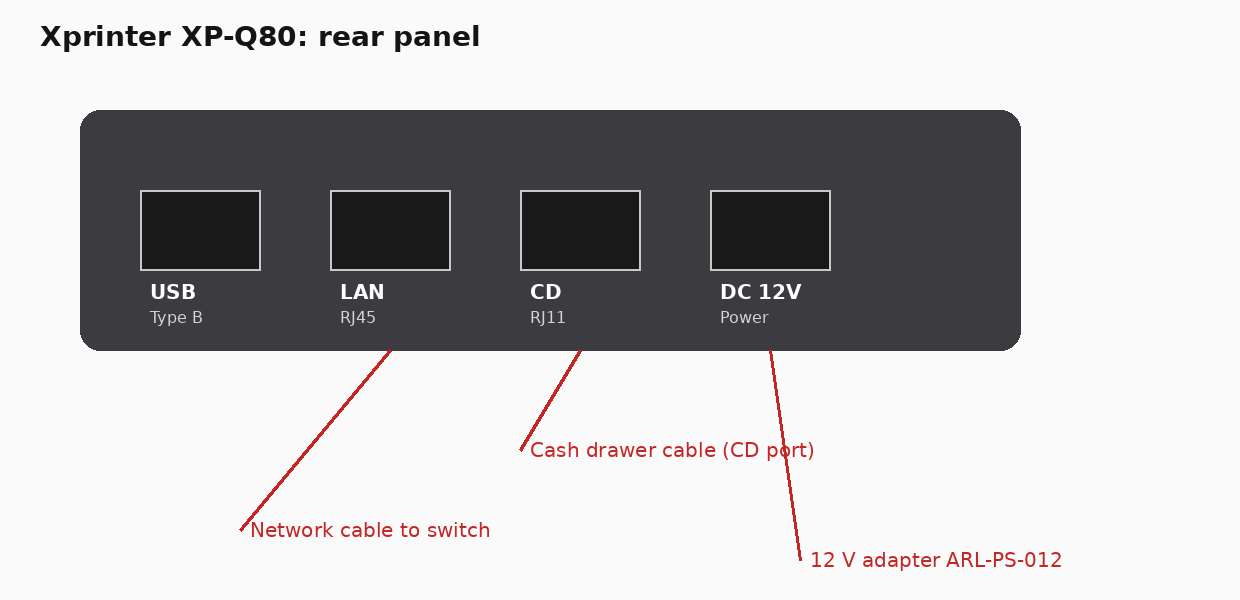 Xprinter XP-Q80: rear panel
USB LAN CD DC 12V
Type B RJ45 RJ11 Power
Cash drawer cable (CD port)
Network cable to switch
12 V adapter ARL-PS-012